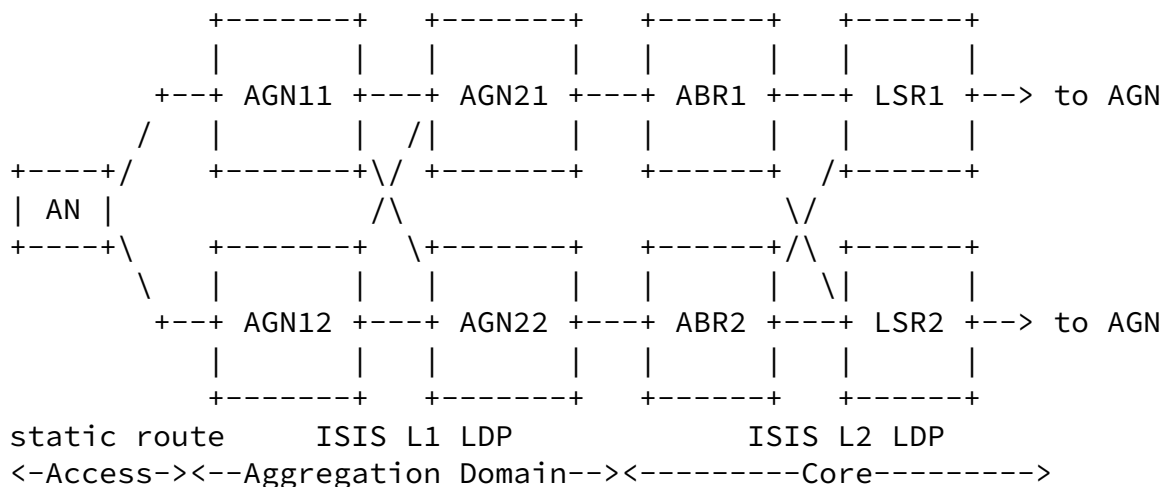 AGN11 AGN21 ABR1 LSR1 --> to AGN
AN
AGN12 AGN22 ABR2 LSR2 --> to AGN
static route ISIS L1 LDP ISIS L2 LDP
<-Access-><--Aggregation Domain--><---------Core--------->